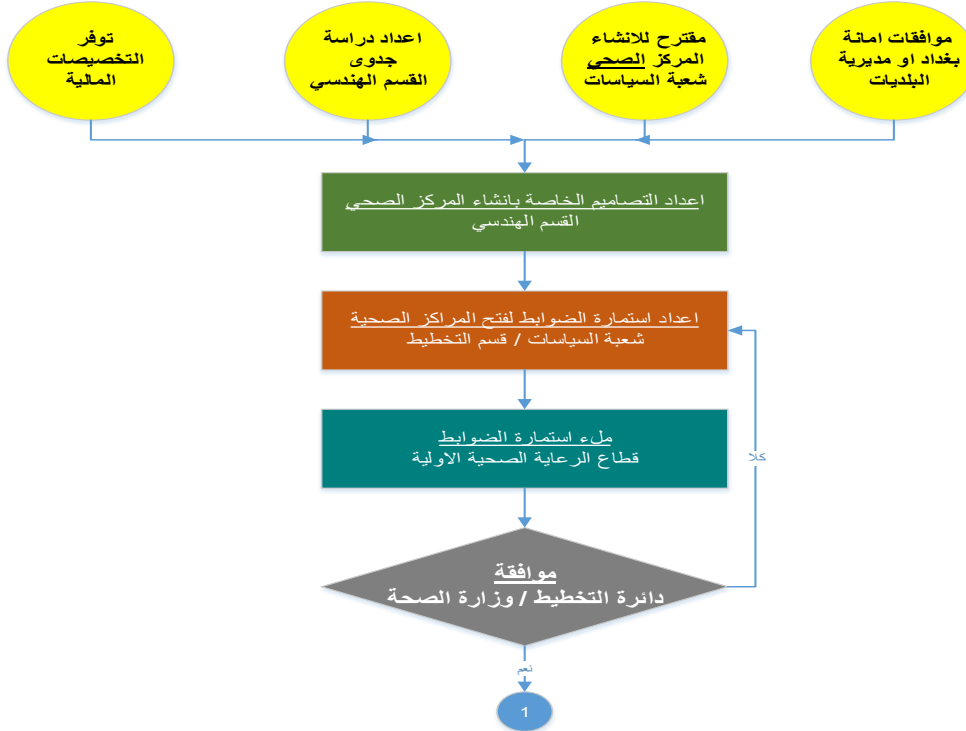 موافقات امانة
بغداد او مديرية
البلديات
مقترح للانشاء
المركز الصحي
شعبة السياسات
اعداد دراسة
جدوى
القسم الهندسي
توفر
التخصيصات
المالية
اعداد التصاميم الخاصة بانشاء المركز الصحي
القسم الهندسي
اعداد استمارة الضوابط لفتح المراكز الصحية
شعبة السياسات / قسم التخطيط
ملء استمارة الضوابط
قطاع الرعاية الصحية الاولية
كلا
موافقة
دائرة التخطيط / وزارة الصحة
نعم
1